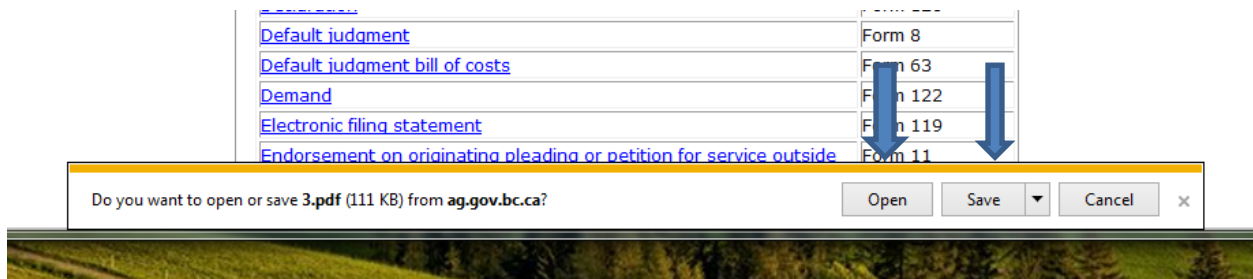 Default judgment Form 8
Default judgment bill of costs Form 63
Demand Form 122
Electronic filing statement Form 119
Endorsement on originating pleading or petition for service outside Form 11
Do you want to open or save 3.pdf (111 KB) from ag.gov.bc.ca? Open Save Cancel ×